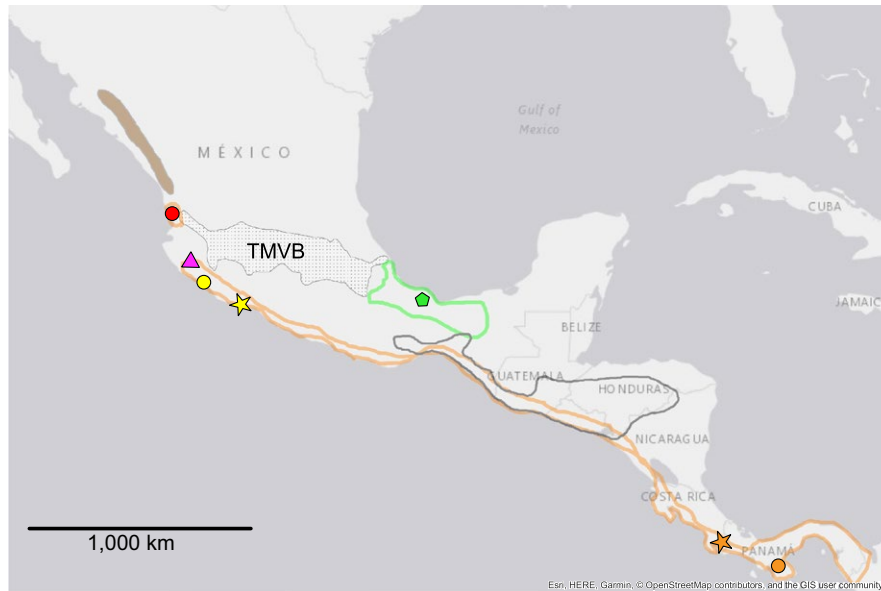 Gulf of
Mexico
MÉXICO
CUBA
TMVB
JAMAIC
BELIZE
GUATEMALA
HONDURAS
NICARAGUA
COSTA RICA
1,000 km
PANAMÁ
Esri, HERE, Garmin, © OpenStreetMap contributors, and the GIS user community